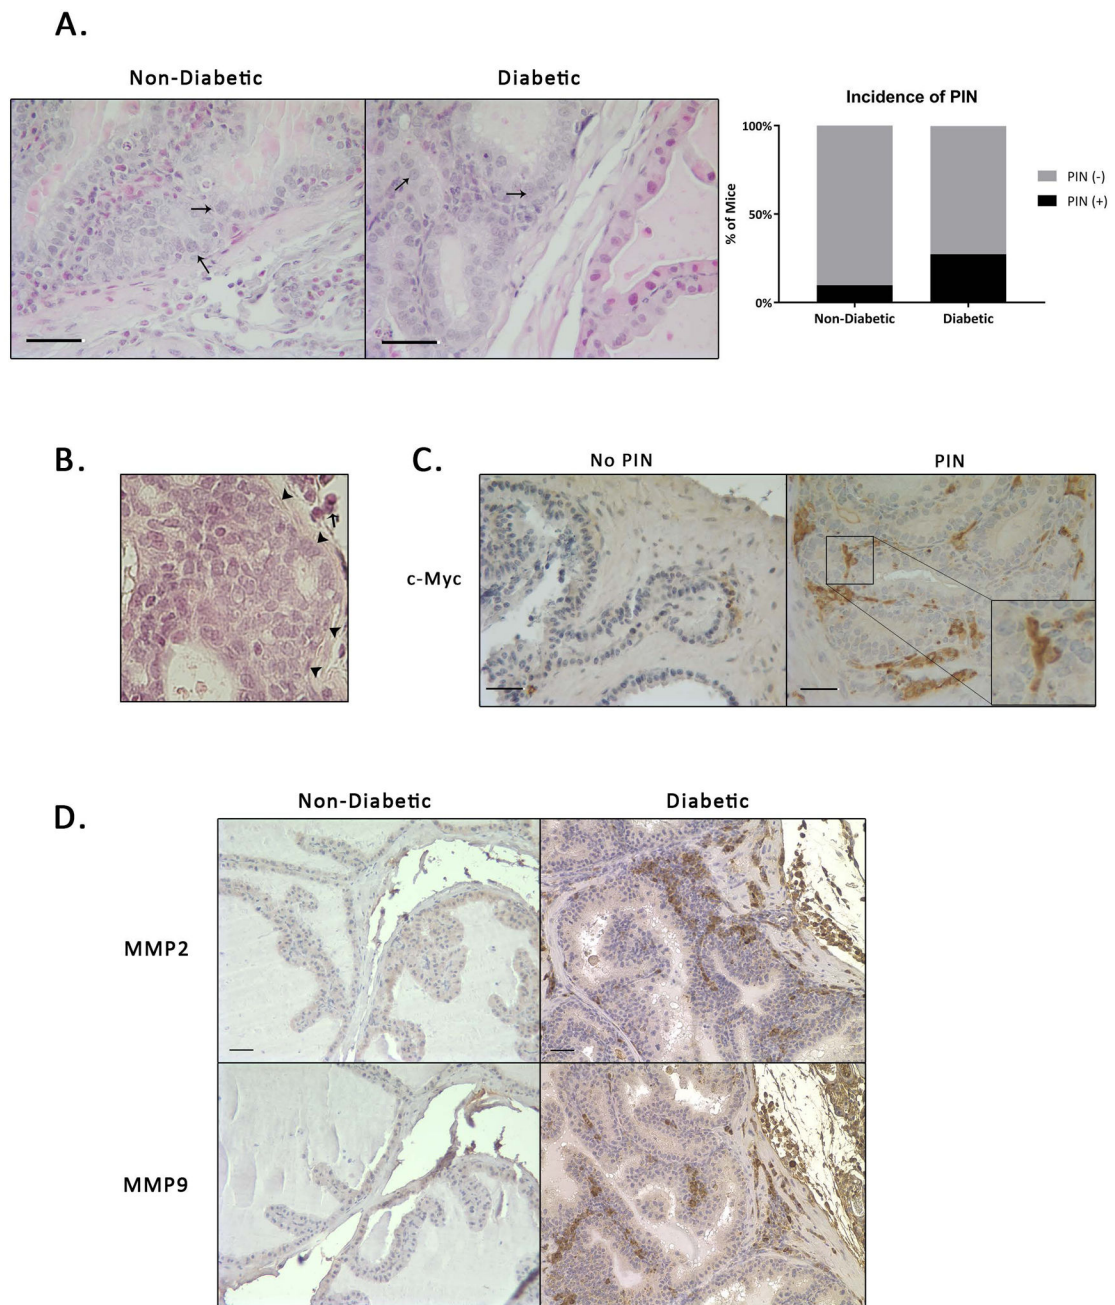 A.
Non-Diabetic
Diabetic
Incidence of PIN
100%
50%
0%
% of Mice
Non-Diabetic
Diabetic
PIN (-)
PIN (+)
B.
C.
No PIN
PIN
c-Myc
D.
Non-Diabetic
Diabetic
MMP2
MMP9